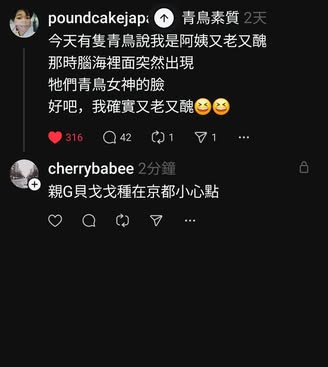 poundcakejapa 青鳥素質 2天
今天有隻青鳥說我是阿姨又老又醜
那時腦海裡面突然出現
牠們青鳥女神的臉
好吧，我確實又老又醜😆😆
316 42 1 1
cherrybabee 2分鐘
親G貝戈戈種在京都小心點